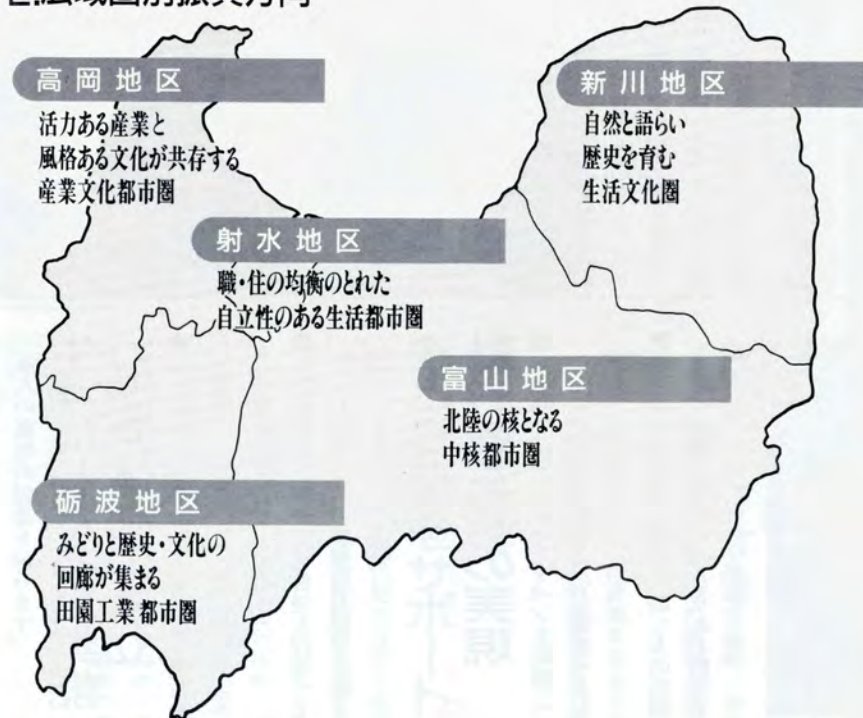 高岡地区
活力ある産業と
風格ある文化が共存する
産業文化都市圏
新川地区
自然と語らい
歴史を育む
生活文化圏
射水地区
職・住の均衡のとれた
自立性のある生活都市圏
富山地区
北陸の核となる
中核都市圏
砺波地区
みどりと歴史・文化の
回廊が集まる
田園工業都市圏